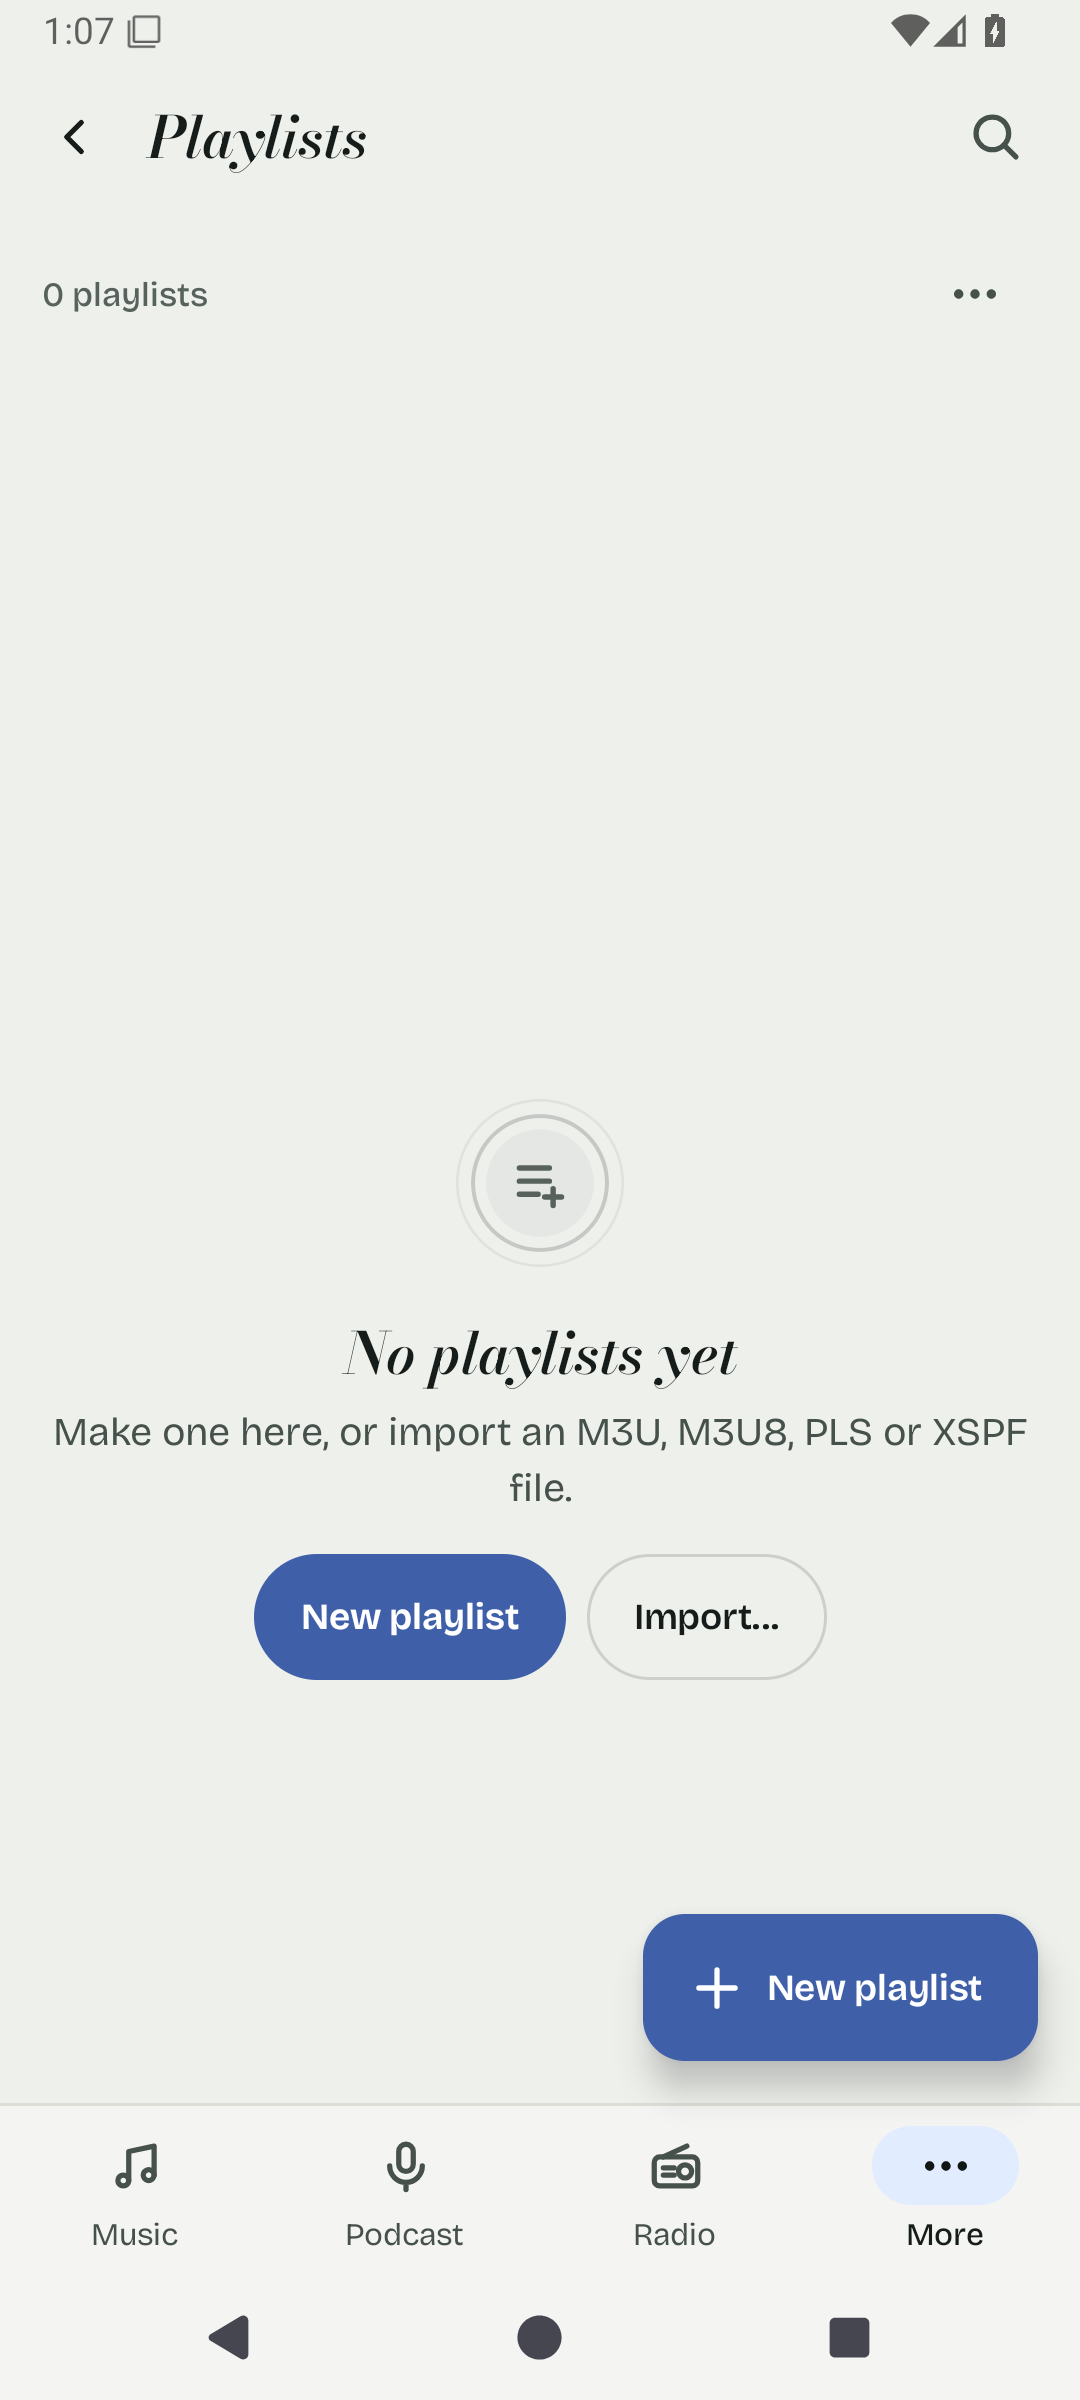 1:07
Playlists
0 playlists
No playlists yet
Make one here, or import an M3U, M3U8, PLS or XSPF
file.
New playlist
Import...
New playlist
Music
Podcast
Radio
More